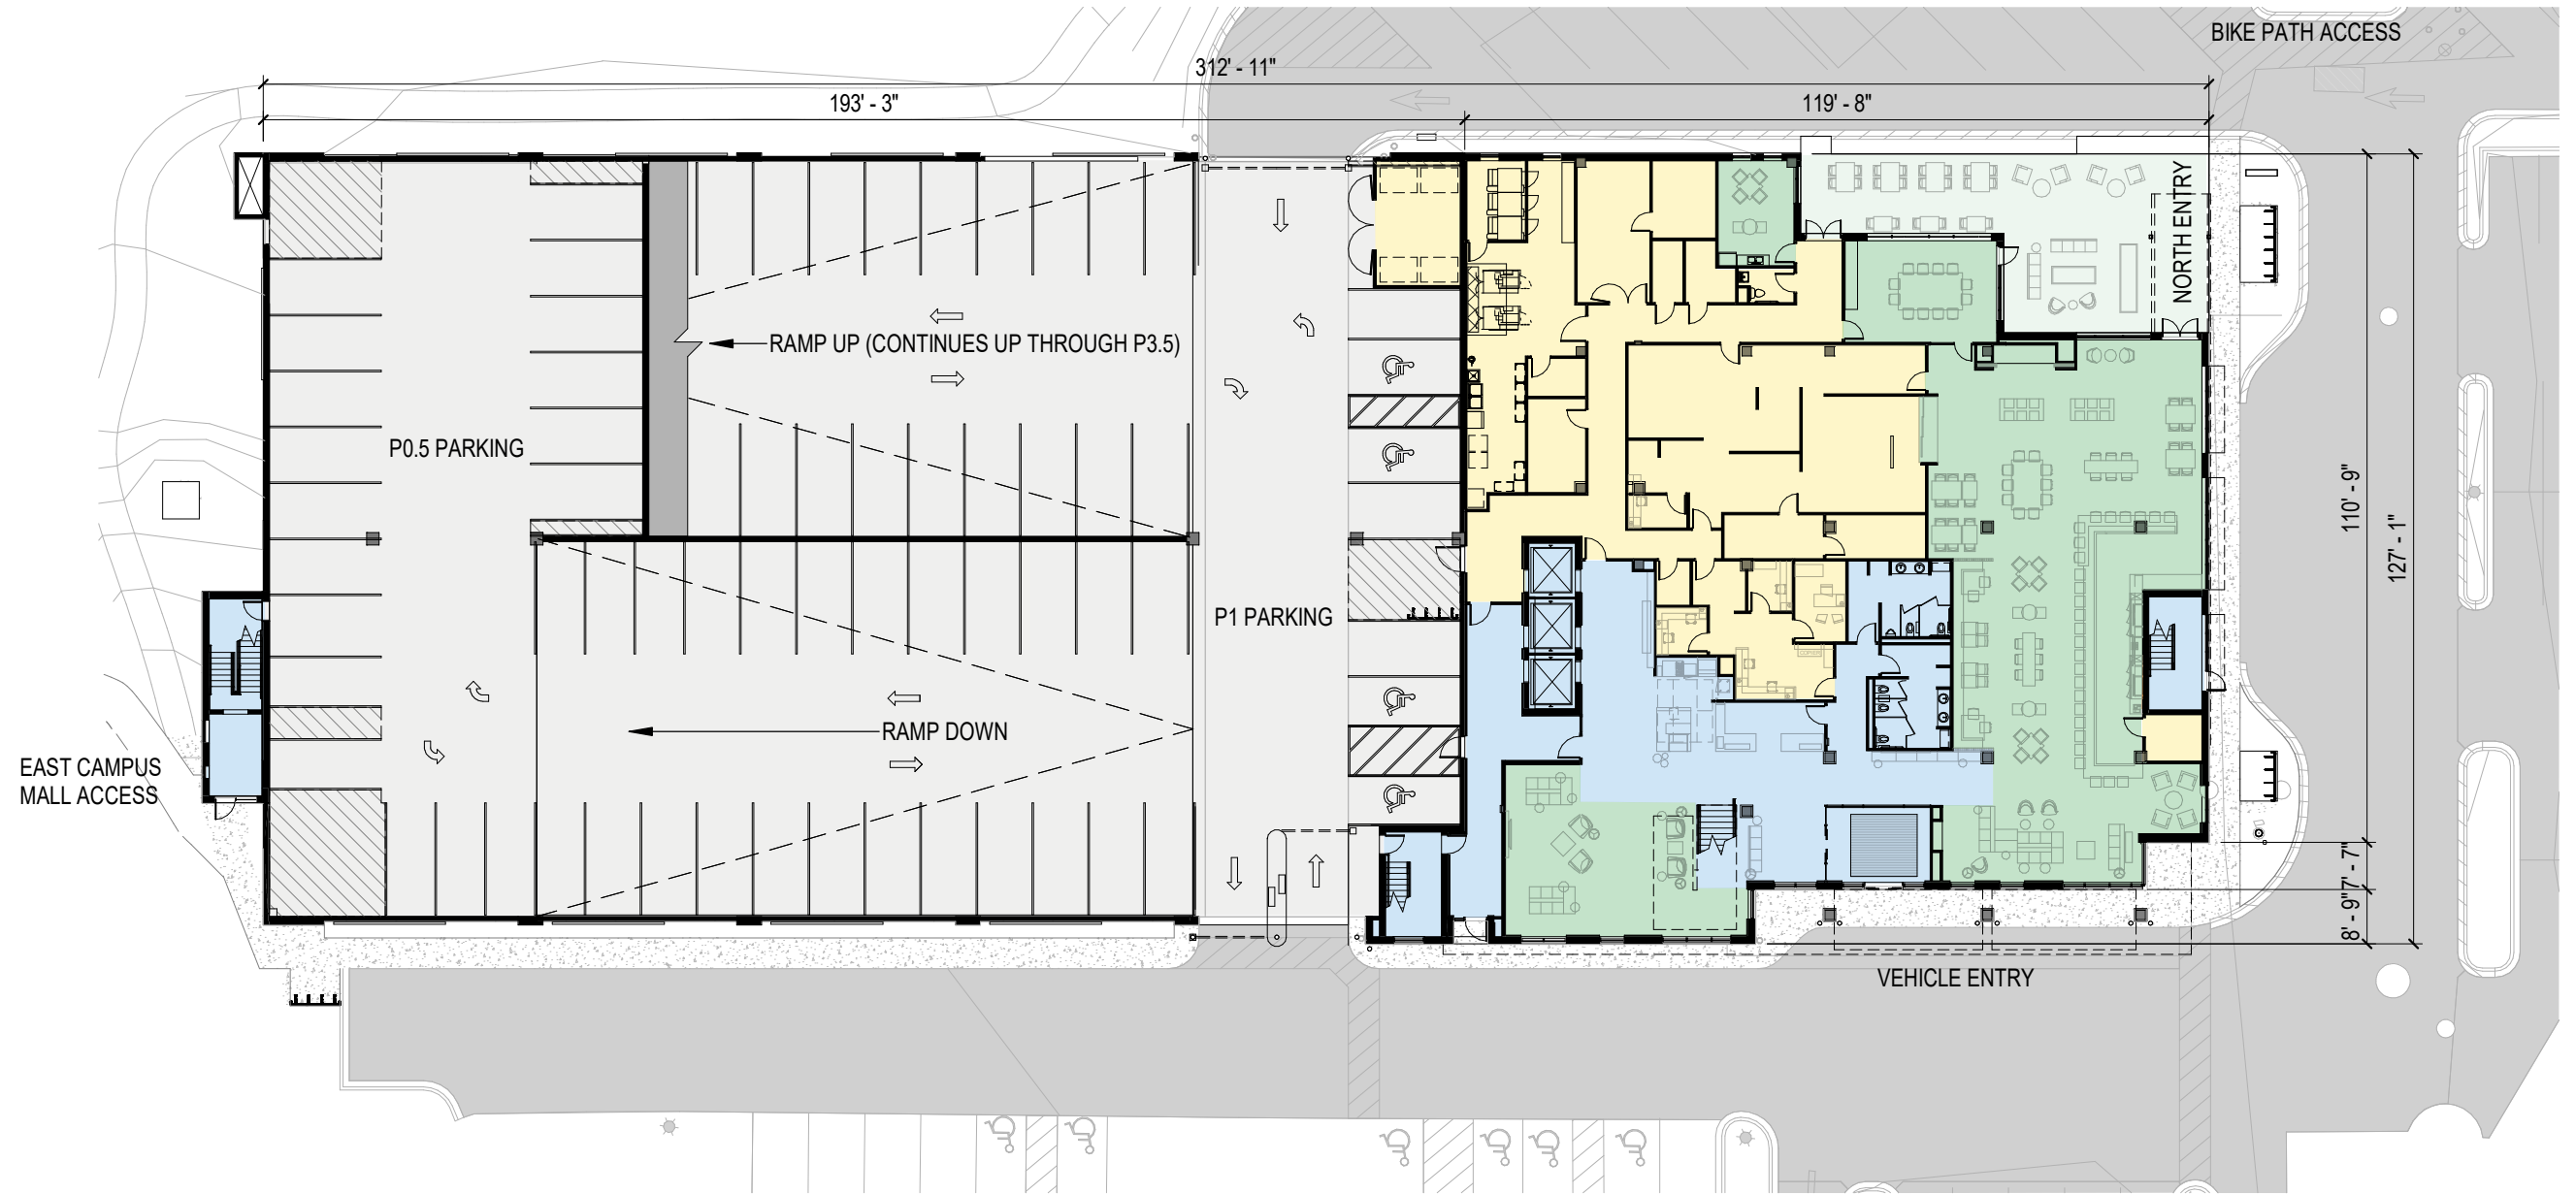 BIKE PATH ACCESS
312' - 11"
193' - 3"
119' - 8"
NORTH ENTRY
RAMP UP (CONTINUES UP THROUGH P3.5)
P0.5 PARKING
110' - 9"
127' - 1"
P1 PARKING
RAMP DOWN
EAST CAMPUS
MALL ACCESS
7' - 7"
8' - 9"
VEHICLE ENTRY